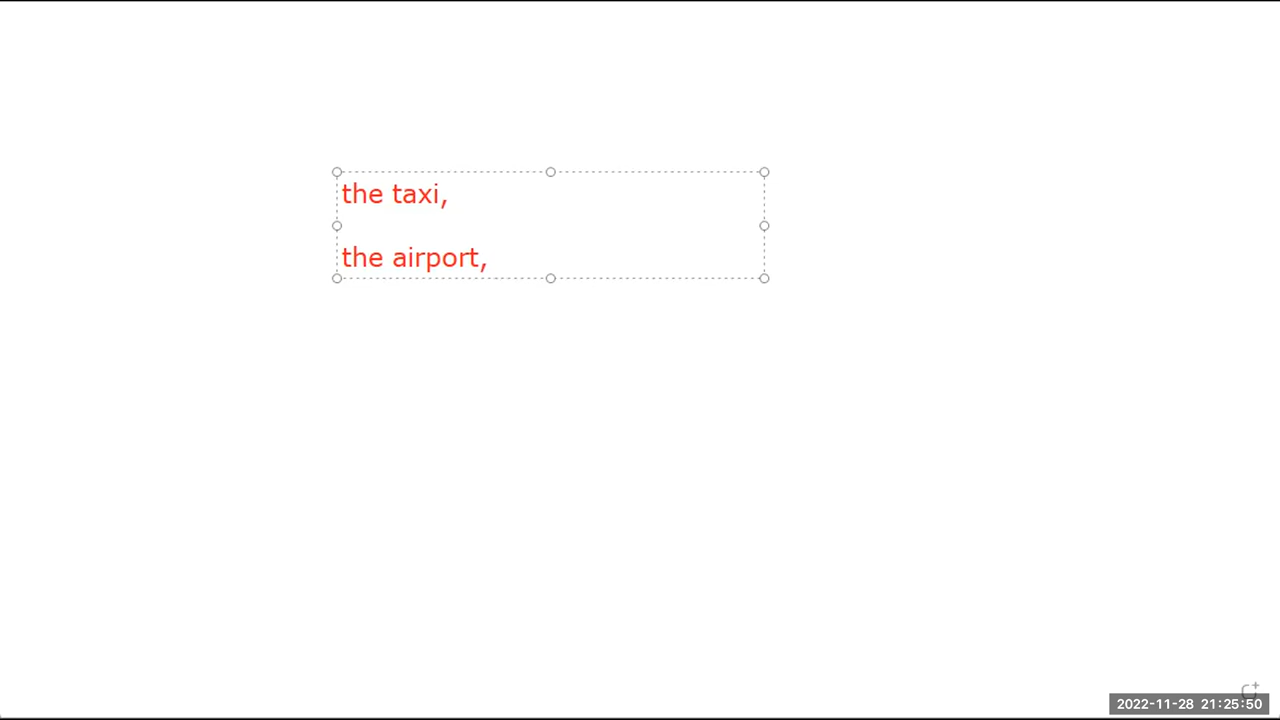 the taxi,
the airport,
2022-11-28 21:25:50